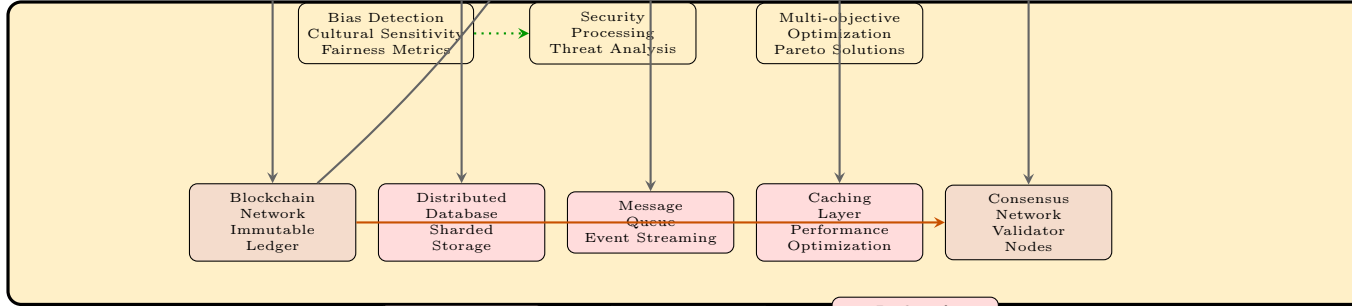 Bias Detection
Cultural Sensitivity
Fairness Metrics
Security
Processing
Threat Analysis
Multi-objective
Optimization
Pareto Solutions
Blockchain
Network
Immutable
Ledger
Distributed
Database
Sharded
Storage
Message
Queue
Event Streaming
Caching
Layer
Performance
Optimization
Consensus
Network
Validator
Nodes